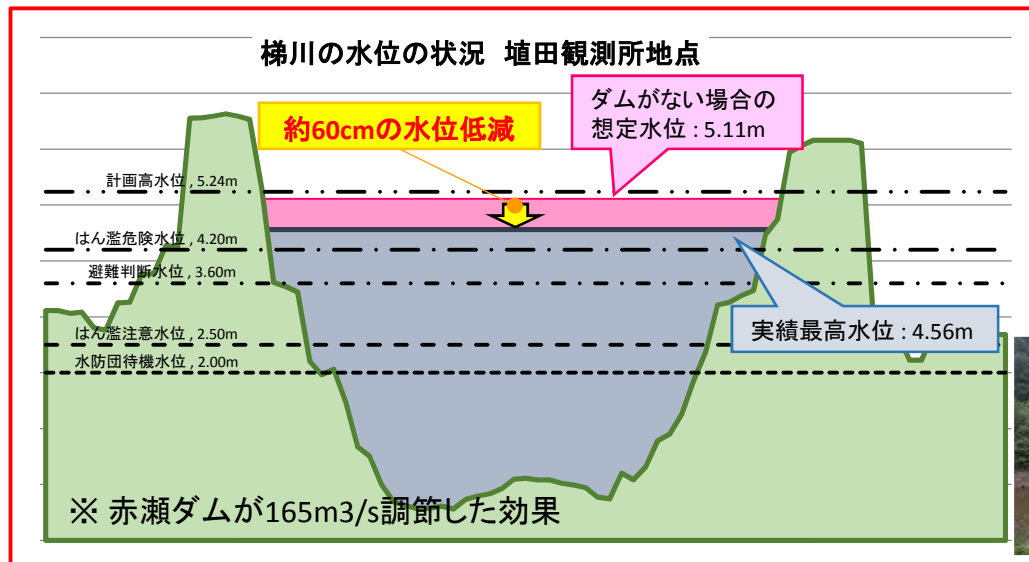 梯川の水位の状況 埴田観測所地点
ダムがない場合の
想定水位 : 5.11m
約60cmの水位低減
計画高水位 , 5.24m
はん濫危険水位 , 4.20m
避難判断水位 , 3.60m
はん濫注意水位 , 2.50m
実績最高水位 : 4.56m
水防団待機水位 , 2.00m
※ 赤瀬ダムが165m3/s調節した効果